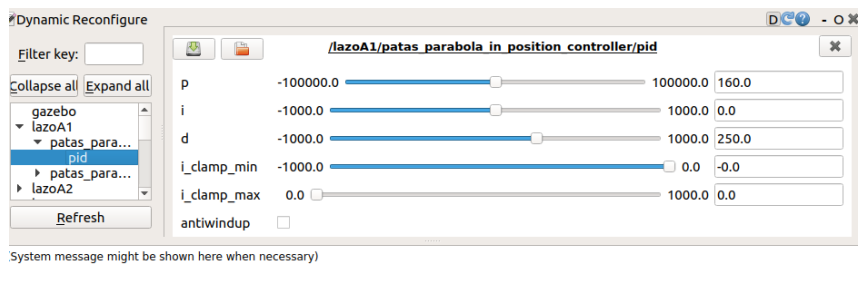 Dynamic Reconfigure D - O
Filter key:
Collapse all Expand all
gazebo
lazoA1
patas_para...
pid
patas_para...
lazoA2
Refresh
/lazoA1/patas_parabola_in_position_controller/pid
p -100000.0 100000.0 160.0
i -1000.0 1000.0 0.0
d -1000.0 1000.0 250.0
i_clamp_min -1000.0 0.0 -0.0
i_clamp_max 0.0 1000.0 0.0
antiwindup
(System message might be shown here when necessary)